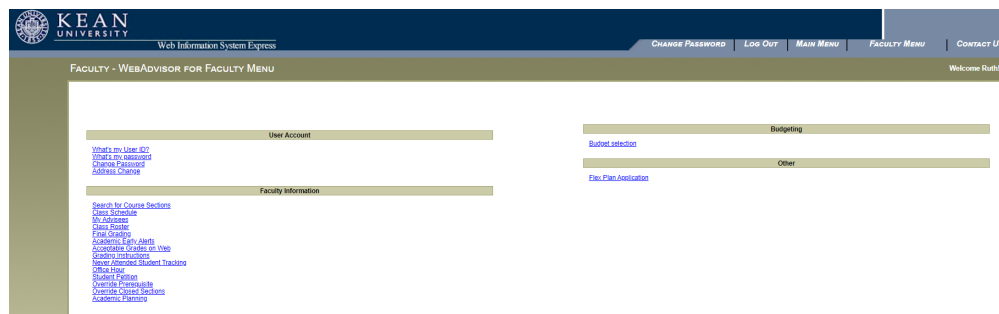 KEAN
UNIVERSITY
Web Information System Express
CHANGE PASSWORD LOG OUT MAIN MENU FACULTY MENU CONTACT U
FACULTY - WEBADVISOR FOR FACULTY MENU
Welcome Ruth!
User Account
What's my User ID?
What's my password
Change Password
Address Change
Faculty Information
Search for Course Sections
Class Schedule
My Advisees
Class Roster
Final Grading
Academic Early Alerts
Acceptable Grades on Web
Grading Instructions
Never Attended Student Tracking
Office Hour
Student Petition
Override Prerequisite
Override Closed Sections
Academic Planning
Budgeting
Budget selection
Other
Flex Plan Application